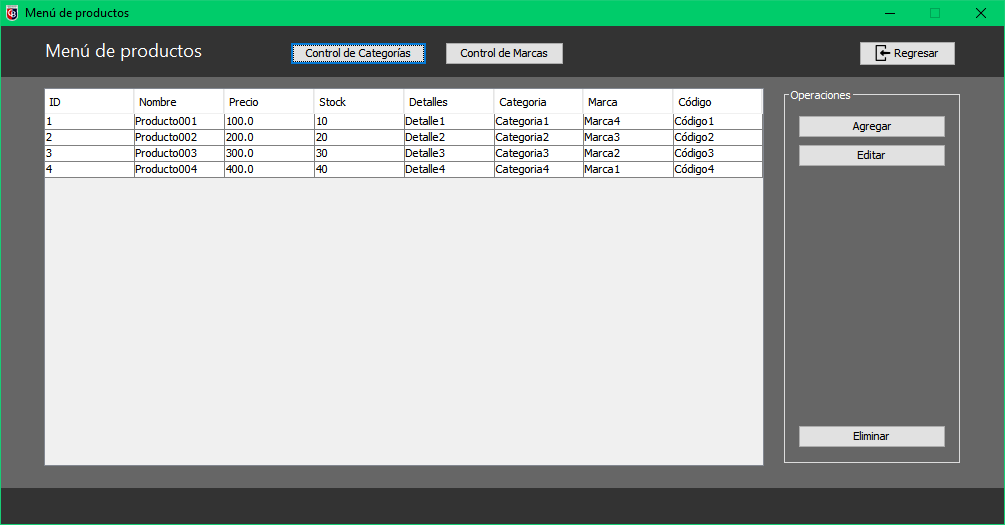 Menú de productos
Menú de productos Control de Categorías Control de Marcas Regresar
ID Nombre Precio Stock Detalles Categoria Marca Código
1 Producto001 100.0 10 Detalle1 Categoria1 Marca4 Código1
2 Producto002 200.0 20 Detalle2 Categoria2 Marca3 Código2
3 Producto003 300.0 30 Detalle3 Categoria3 Marca2 Código3
4 Producto004 400.0 40 Detalle4 Categoria4 Marca1 Código4
Operaciones
Agregar
Editar
Eliminar